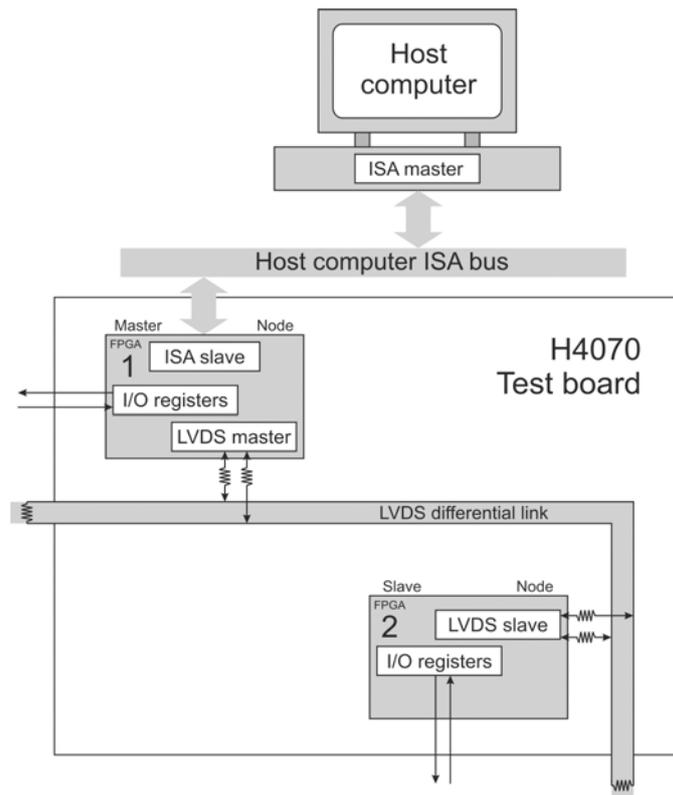 Host
computer
ISA master
Host computer ISA bus
Master Node
FPGA
1
ISA slave
I/O registers
LVDS master
H4070
Test board
LVDS differential link
Slave Node
FPGA
2
LVDS slave
I/O registers